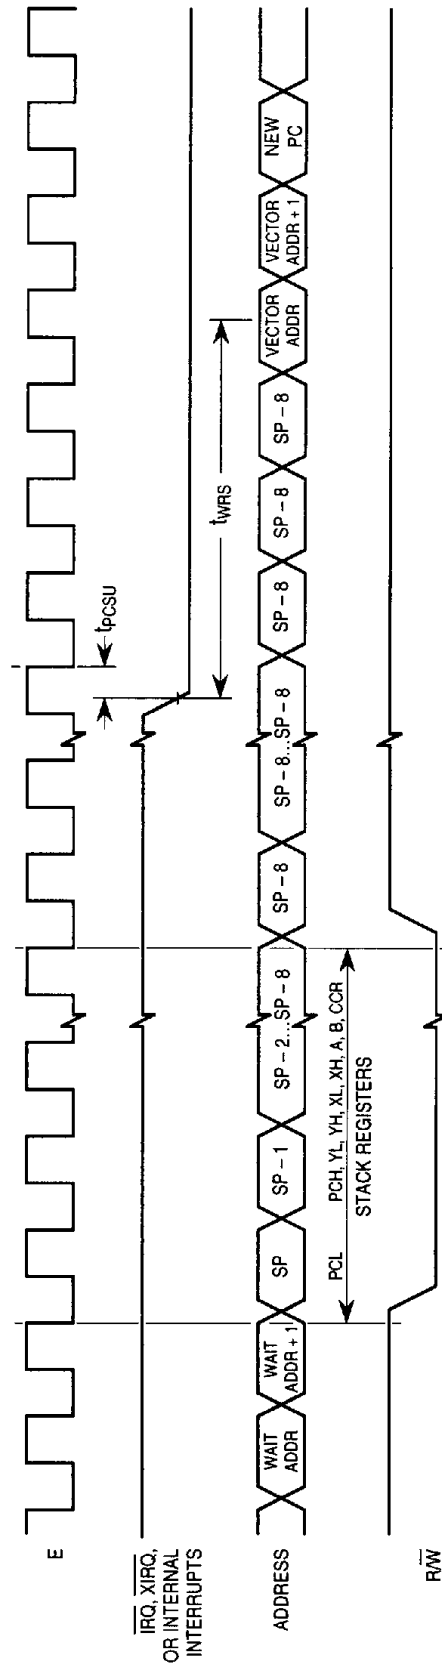 E
IRQ, XIRQ,
OR INTERNAL
INTERRUPTS
tPCSU
tWRS
ADDRESS
WAIT
ADDR
WAIT
ADDR + 1
SP
SP – 1
SP – 2...SP – 8
SP – 8
SP – 8...SP – 8
SP – 8
SP – 8
SP – 8
VECTOR
ADDR
VECTOR
ADDR + 1
NEW
PC
PCL PCH, YL, YH, XL, XH, A, B, CCR
STACK REGISTERS
R/W